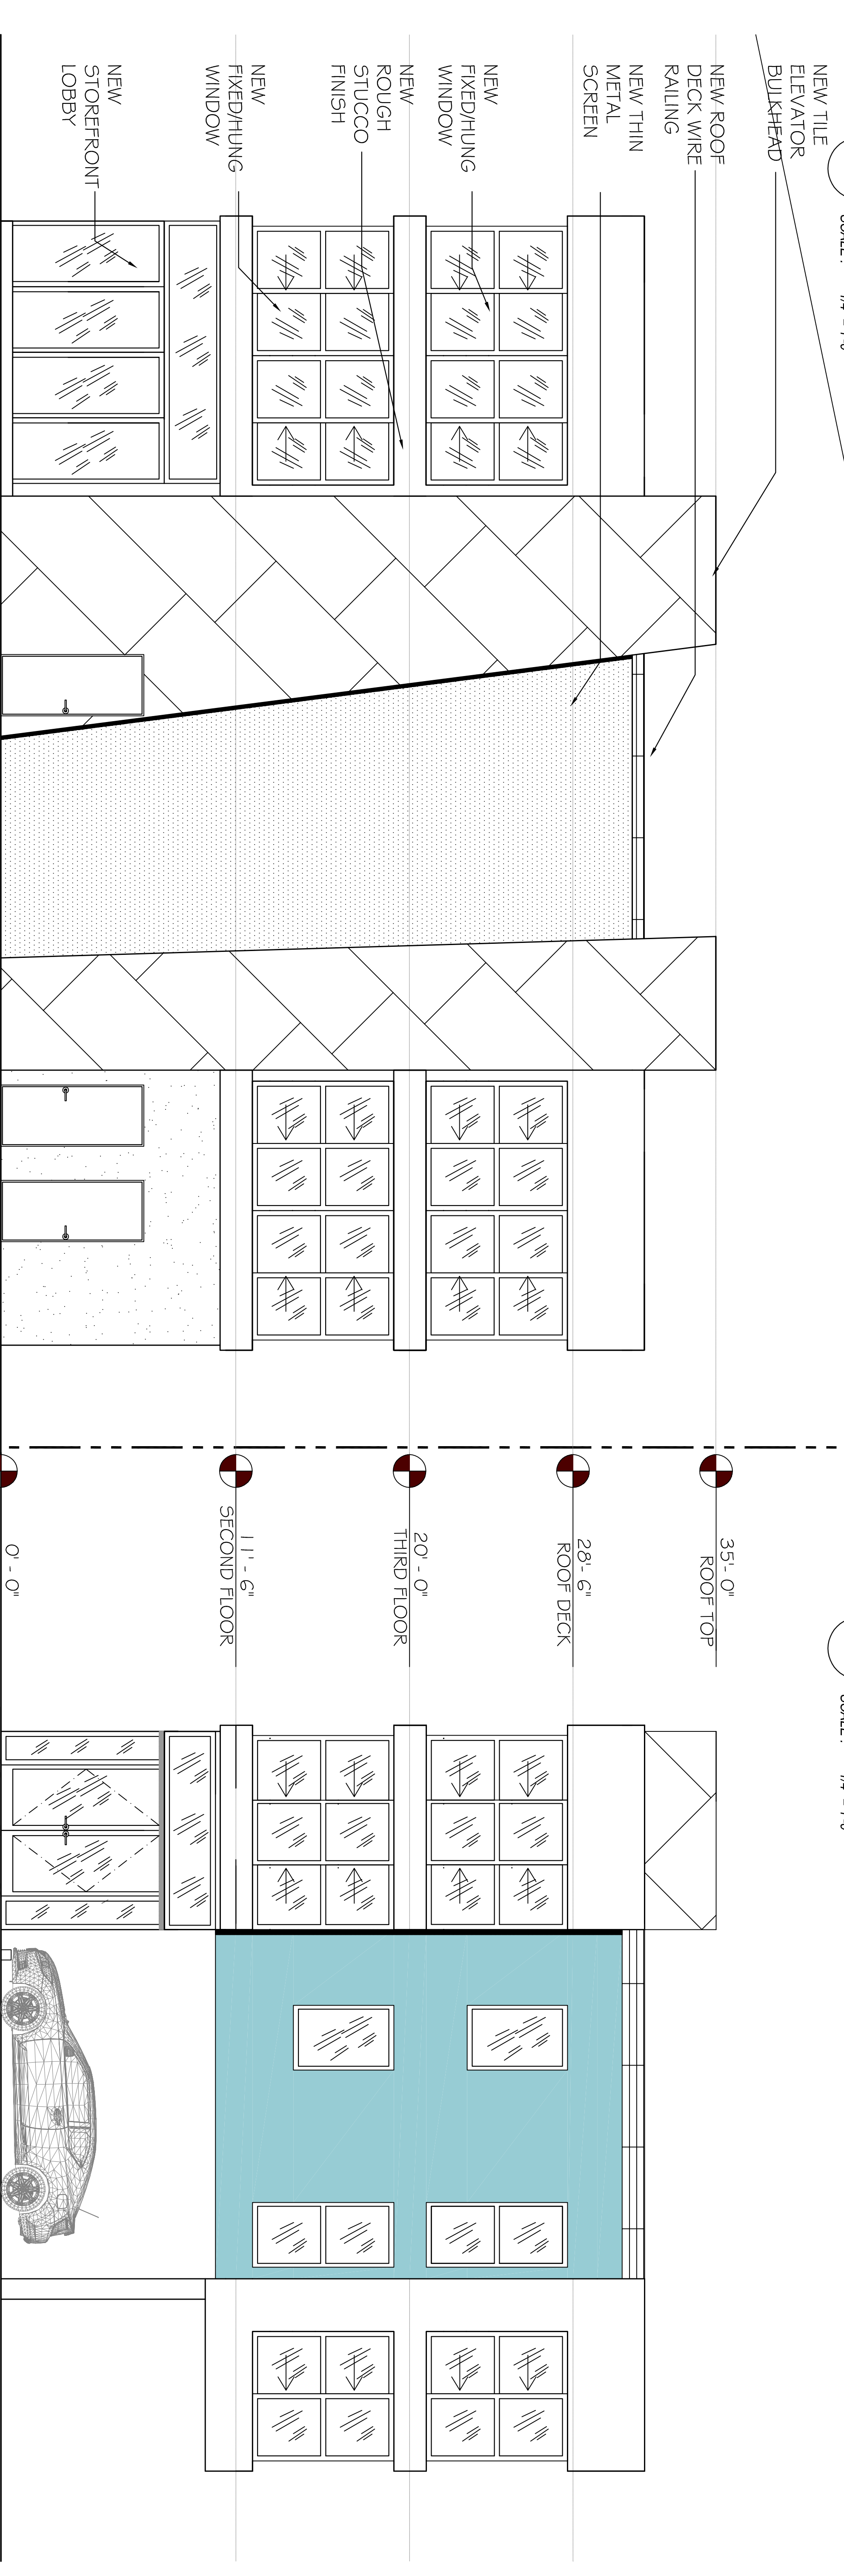 NEW TILE
ELEVATOR
BULKHEAD
NEW ROOF
DECK WIRE
RAILING
NEW THIN
METAL
SCREEN
NEW
FIXED/HUNG
WINDOW
NEW
ROUGH
STUCCO
FINISH
NEW
FIXED/HUNG
WINDOW
NEW
STOREFRONT
LOBBY
35' - 0"
ROOF TOP
28' - 6"
ROOF DECK
20' - 0"
THIRD FLOOR
11' - 6"
SECOND FLOOR
0' - 0"